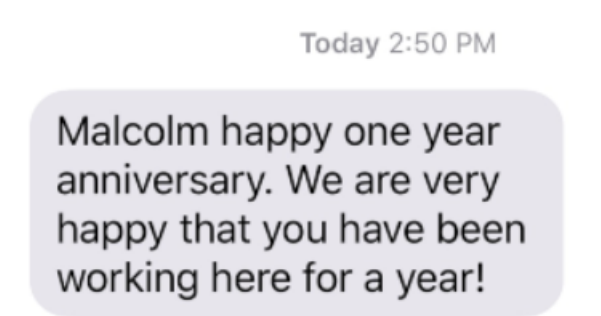 Today 2:50 PM
Malcolm happy one year
anniversary. We are very
happy that you have been
working here for a year!